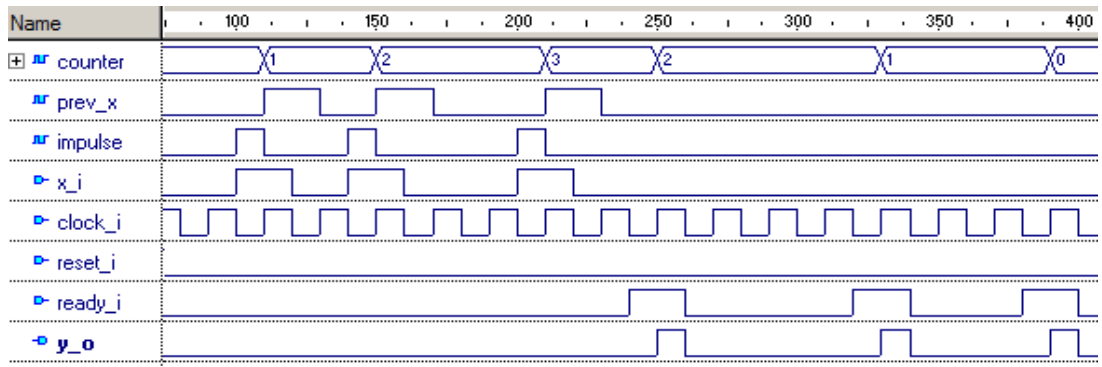 Name 100 150 200 250 300 350 400
counter 1 2 3 2 1 0
prev_x
impulse
x_i
clock_i
reset_i
ready_i
y_o